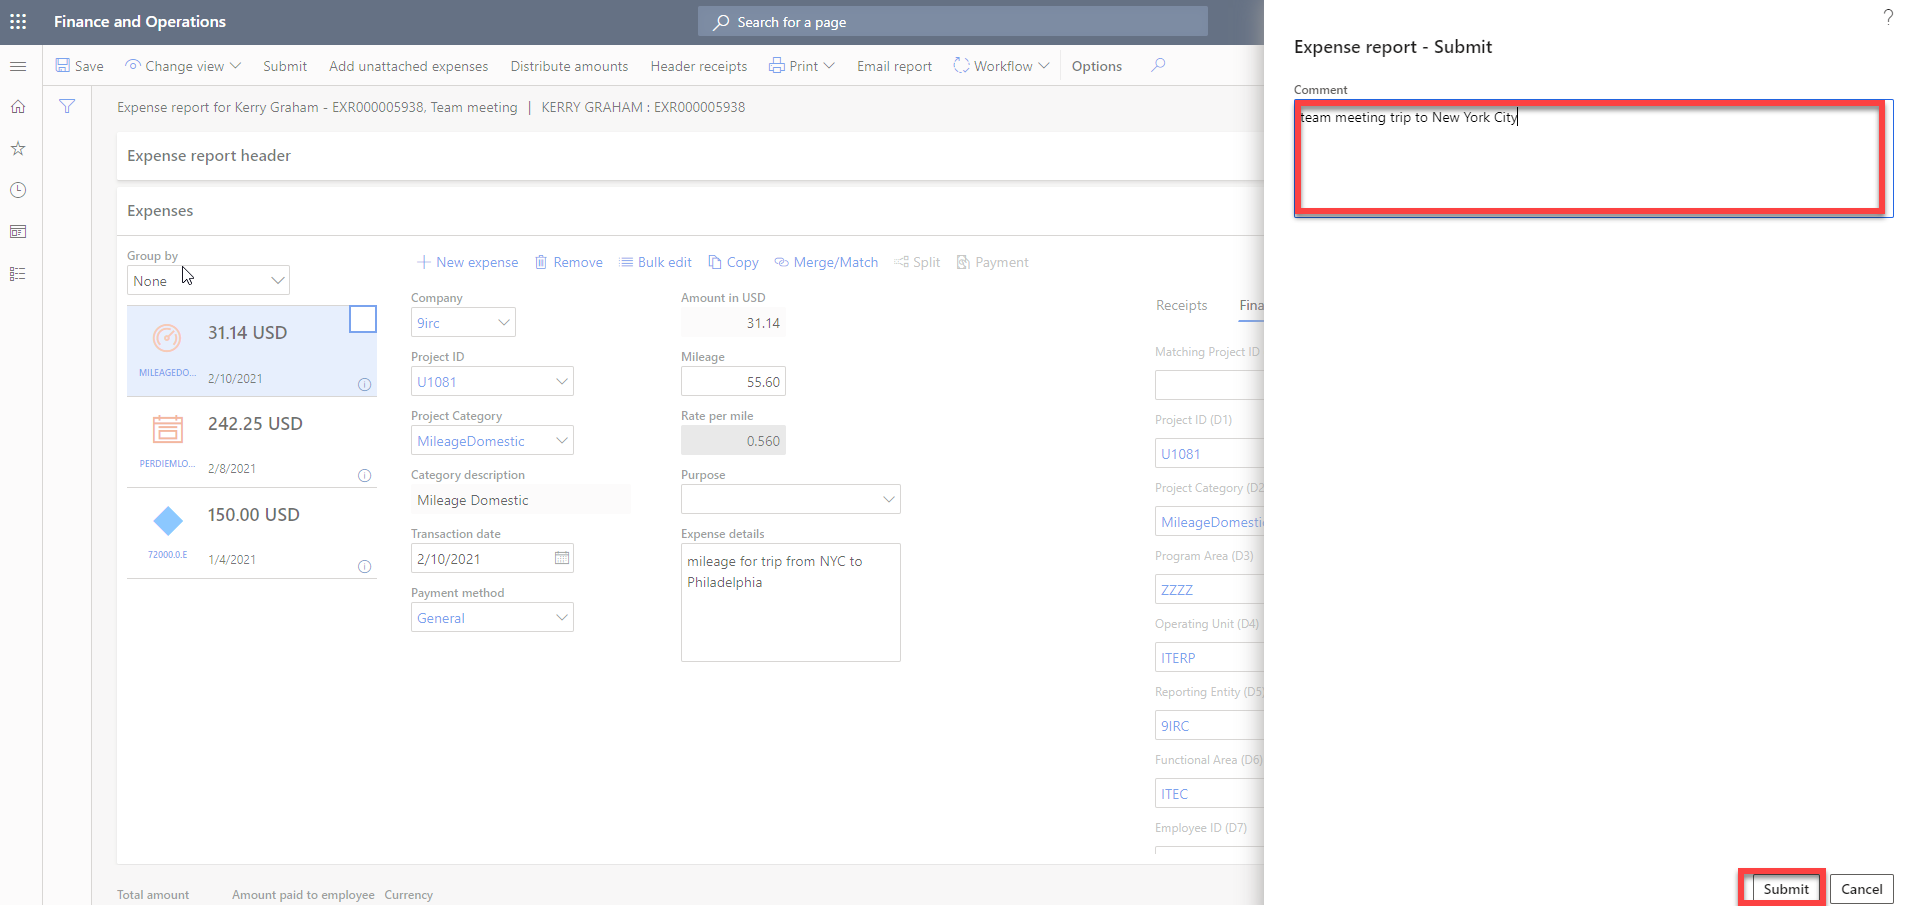 Finance and Operations
Search for a page
?
Save Change view Submit Add unattached expenses Distribute amounts Header receipts Print Email report Workflow Options
Expense report for Kerry Graham - EXR000005938, Team meeting | KERRY GRAHAM : EXR000005938
Expense report header
Expenses
Group by
None
31.14 USD
MILEAGEDO...
2/10/2021
242.25 USD
PERDIEMLO...
2/8/2021
150.00 USD
72000.0.E
1/4/2021
New expense Remove Bulk edit Copy Merge/Match Split Payment
Company
9irc
Project ID
U1081
Project Category
MileageDomestic
Category description
Mileage Domestic
Transaction date
2/10/2021
Payment method
General
Amount in USD
31.14
Mileage
55.60
Rate per mile
0.560
Purpose
Expense details
mileage for trip from NYC to
Philadelphia
Receipts Fina
Matching Project ID
Project ID (D1)
U1081
Project Category (D2
MileageDomesti
Program Area (D3)
ZZZZ
Operating Unit (D4)
ITERP
Reporting Entity (D5)
9IRC
Functional Area (D6)
ITEC
Employee ID (D7)
Total amount Amount paid to employee Currency
Expense report - Submit
Comment
team meeting trip to New York City
Submit Cancel